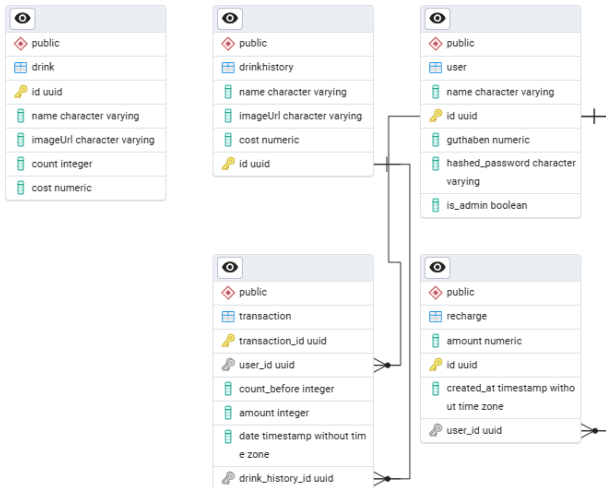 public
drink
id uuid
name character varying
imageUrl character varying
count integer
cost numeric
public
drinkhistory
name character varying
imageUrl character varying
cost numeric
id uuid
public
user
name character varying
id uuid
guthaben numeric
hashed_password character
varying
is_admin boolean
public
transaction
transaction_id uuid
user_id uuid
count_before integer
amount integer
date timestamp without tim
e zone
drink_history_id uuid
public
recharge
amount numeric
id uuid
created_at timestamp witho
ut time zone
user_id uuid